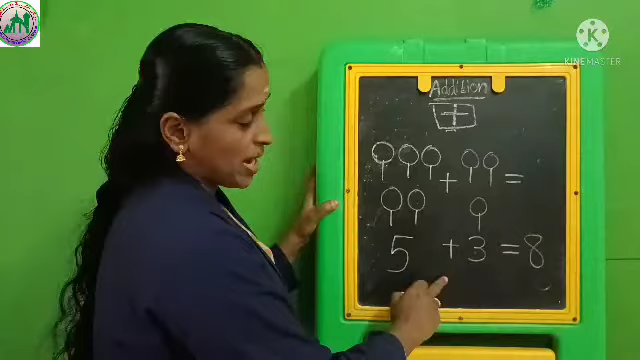 KINEMASTER
Addition
+
+ =
5 + 3 = 8